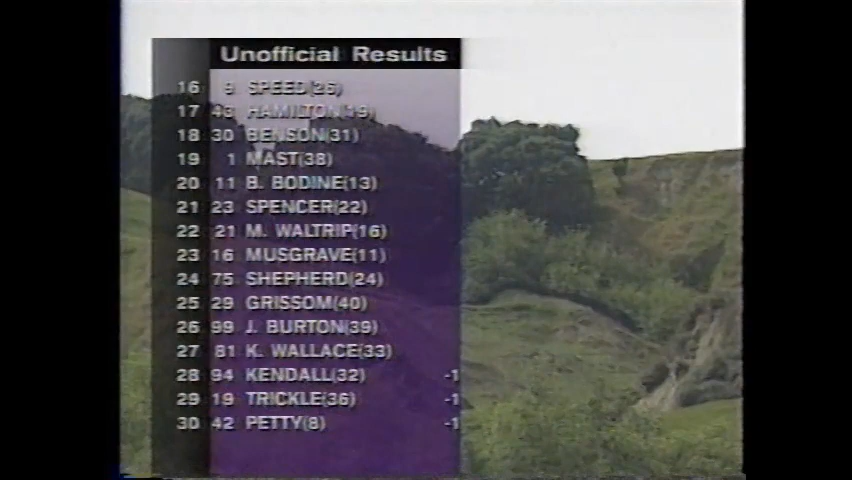 Unofficial Results
16 9 SPEED(26)
17 43 HAMILTON(19)
18 30 BENSON(31)
19 1 MAST(38)
20 11 B. BODINE(13)
21 23 SPENCER(22)
22 21 M. WALTRIP(16)
23 16 MUSGRAVE(11)
24 75 SHEPHERD(24)
25 29 GRISSOM(40)
26 99 J. BURTON(39)
27 81 K. WALLACE(33)
28 94 KENDALL(32) -1
29 19 TRICKLE(36) -1
30 42 PETTY(8) -1